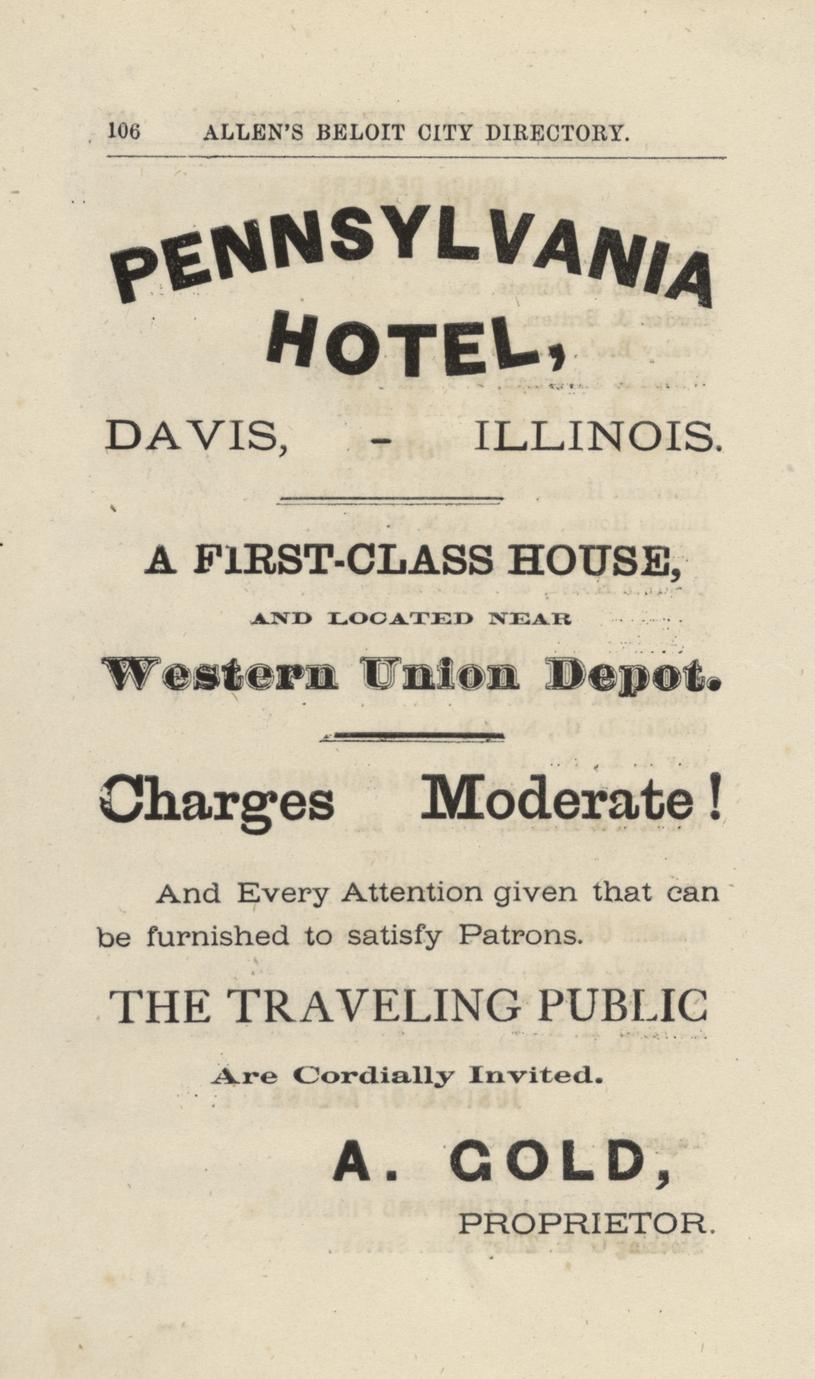 106 ALLEN'S BELOIT CITY DIRECTORY.
PENNSYLVANIA
HOTEL,
DAVIS, - ILLINOIS.
A FIRST-CLASS HOUSE,
AND LOCATED NEAR
Western Union Depot.
Charges Moderate!
And Every Attention given that can
be furnished to satisfy Patrons.
THE TRAVELING PUBLIC
Are Cordially Invited.
A. GOLD,
PROPRIETOR.